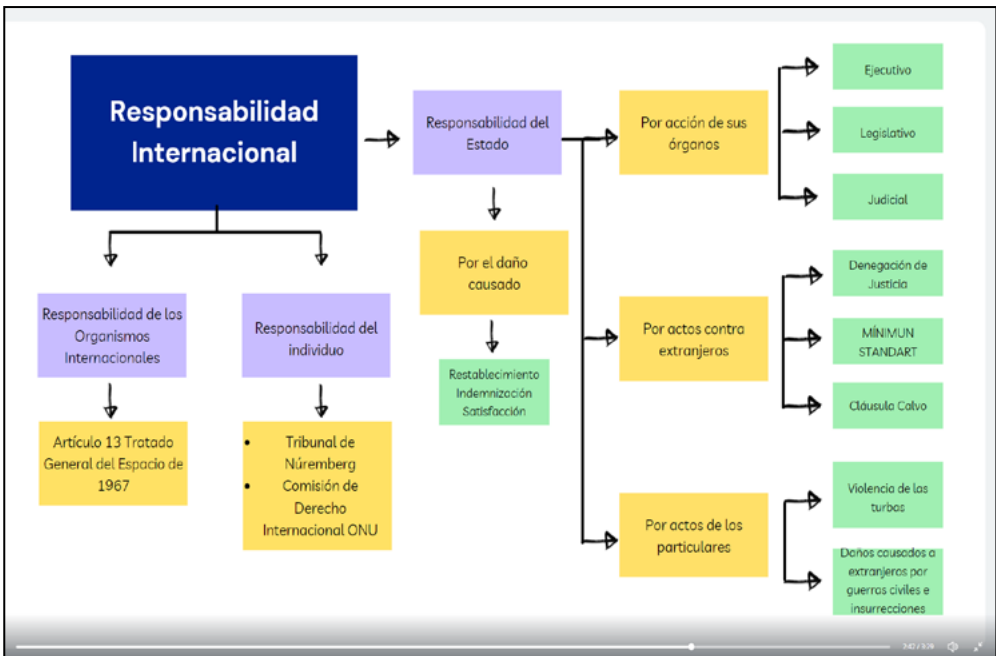 Responsabilidad
Internacional
Responsabilidad del
Estado
Por acción de sus
órganos
Ejecutivo
Legislativo
Judicial
Por el daño
causado
Restablecimiento
Indemnización
Satisfacción
Por actos contra
extranjeros
Denegación de
Justicia
MÍNIMUN
STANDART
Cláusula Calvo
Responsabilidad de los
Organismos
Internacionales
Responsabilidad del
individuo
Artículo 13 Tratado
General del Espacio de
1967
• Tribunal de
Núremberg
• Comisión de
Derecho
Internacional ONU
Por actos de los
particulares
Violencia de las
turbas
Daños causados a
extranjeros por
guerras civiles e
insurrecciones